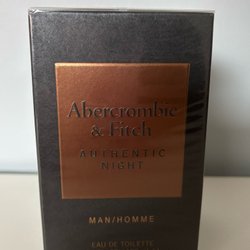 Abercrombie
& Fitch
AUTHENTIC
NIGHT
MAN/HOMME
EAU DE TOILETTE